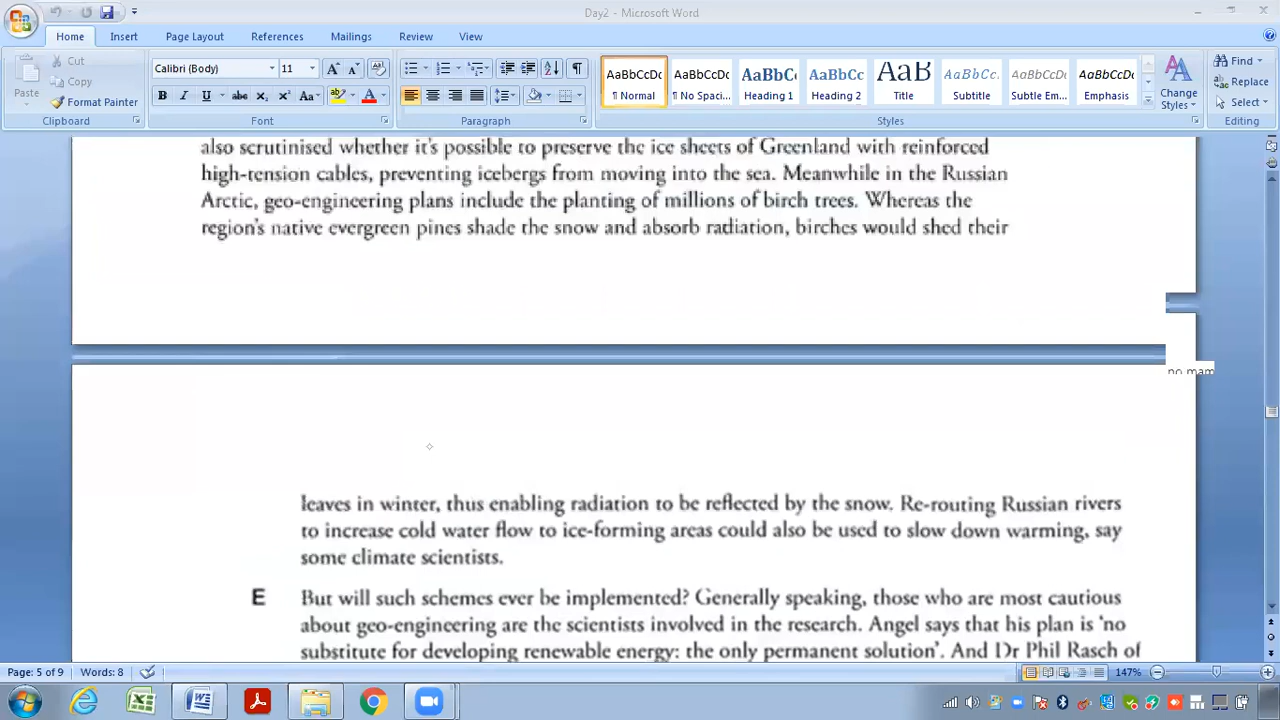 Day2 - Microsoft Word
Home Insert Page Layout References Mailings Review View
Paste
Cut
Copy
Format Painter
Clipboard
Calibri (Body) 11
Font
Paragraph
AaBbCcDc AaBbCcDc AaBbC AaBbCc AaB AaBbCc. AaBbCcDc AaBbCcDc
¶ Normal ¶ No Spaci... Heading 1 Heading 2 Title Subtitle Subtle Em... Emphasis
Change Styles
Styles
Find
Replace
Select
Editing
also scrutinised whether it's possible to preserve the ice sheets of Greenland with reinforced
high-tension cables, preventing icebergs from moving into the sea. Meanwhile in the Russian
Arctic, geo-engineering plans include the planting of millions of birch trees. Whereas the
region's native evergreen pines shade the snow and absorb radiation, birches would shed their
no mam
leaves in winter, thus enabling radiation to be reflected by the snow. Re-routing Russian rivers
to increase cold water flow to ice-forming areas could also be used to slow down warming, say
some climate scientists.
E But will such schemes ever be implemented? Generally speaking, those who are most cautious
about geo-engineering are the scientists involved in the research. Angel says that his plan is 'no
substitute for developing renewable energy: the only permanent solution'. And Dr Phil Rasch of
Page: 5 of 9 Words: 8 147%